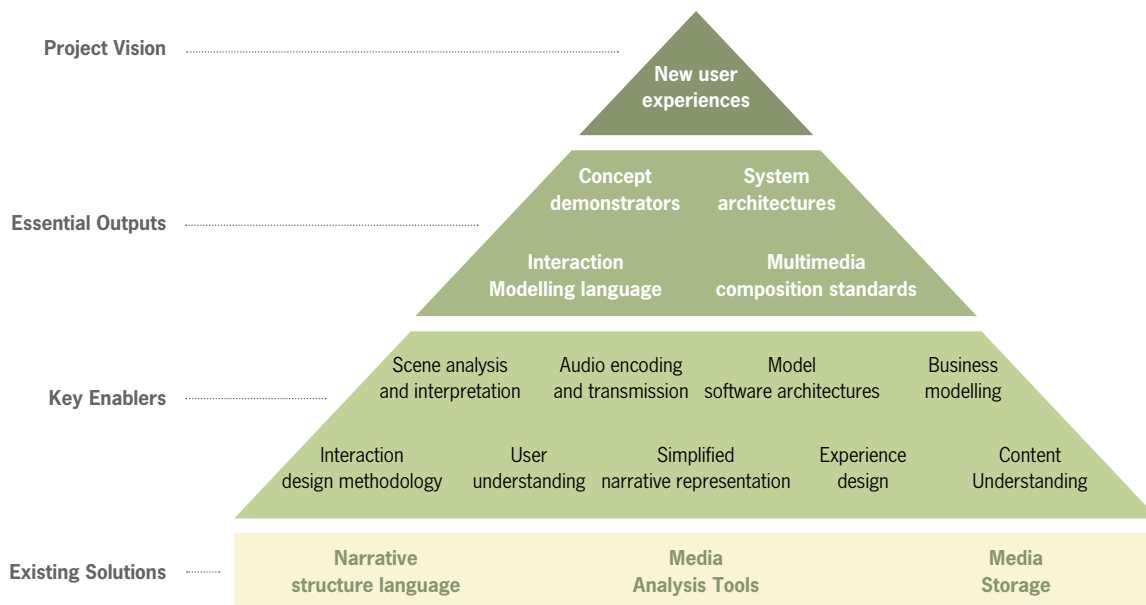 Project Vision
New user
experiences
Essential Outputs
Concept
demonstrators
System
architectures
Interaction
Modelling language
Multimedia
composition standards
Key Enablers
Scene analysis
and interpretation
Audio encoding
and transmission
Model
software architectures
Business
modelling
Interaction
design methodology
User
understanding
Simplified
narrative representation
Experience
design
Content
Understanding
Existing Solutions
Narrative
structure language
Media
Analysis Tools
Media
Storage